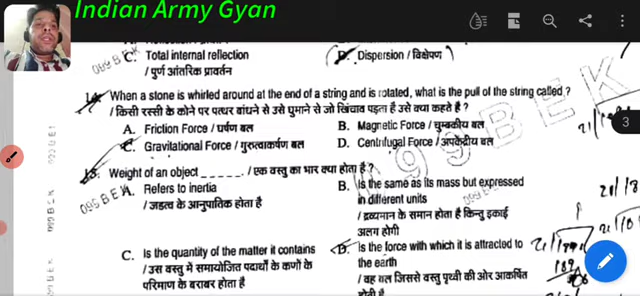 Indian Army Gyan
C. Total internal reflection
/ पुर्ण आंतरिक प्रावर्तन
D. Dispersion / विक्षेपण
When a stone is whirled around at the end of a string and is rotated, what is the pull of the string called ?
/ किसी रस्सी के कोने पर पत्थर बांधने से उसे घुमाने से जो खिंचाव पड़ता है उसे क्या कहते है ?
A. Friction Force / घर्षण बल
B. Magnetic Force / चुम्बकीय बल
C. Gravitational Force / गुरुत्वाकर्षण बल
D. Centrifugal Force / अपकेंद्रीय बल
3
15. Weight of an object _____ / एक वस्तु का भार क्या होता है ?
A. Refers to inertia
/ जड़त्व के आनुपातिक होता है
B. Is the same as its mass but expressed
in different units
/ द्रव्यमान के समान होता है किन्तु इकाई
अलग होगी
C. Is the quantity of the matter it contains
/ उस वस्तु में समायोजित पदार्थो के कणों के
परिमाण के बराबर होता है
D. Is the force with which it is attracted to
the earth
/ वह बल जिससे वस्तु पृथ्वी की ओर आकर्षित
होती है
099 BEK